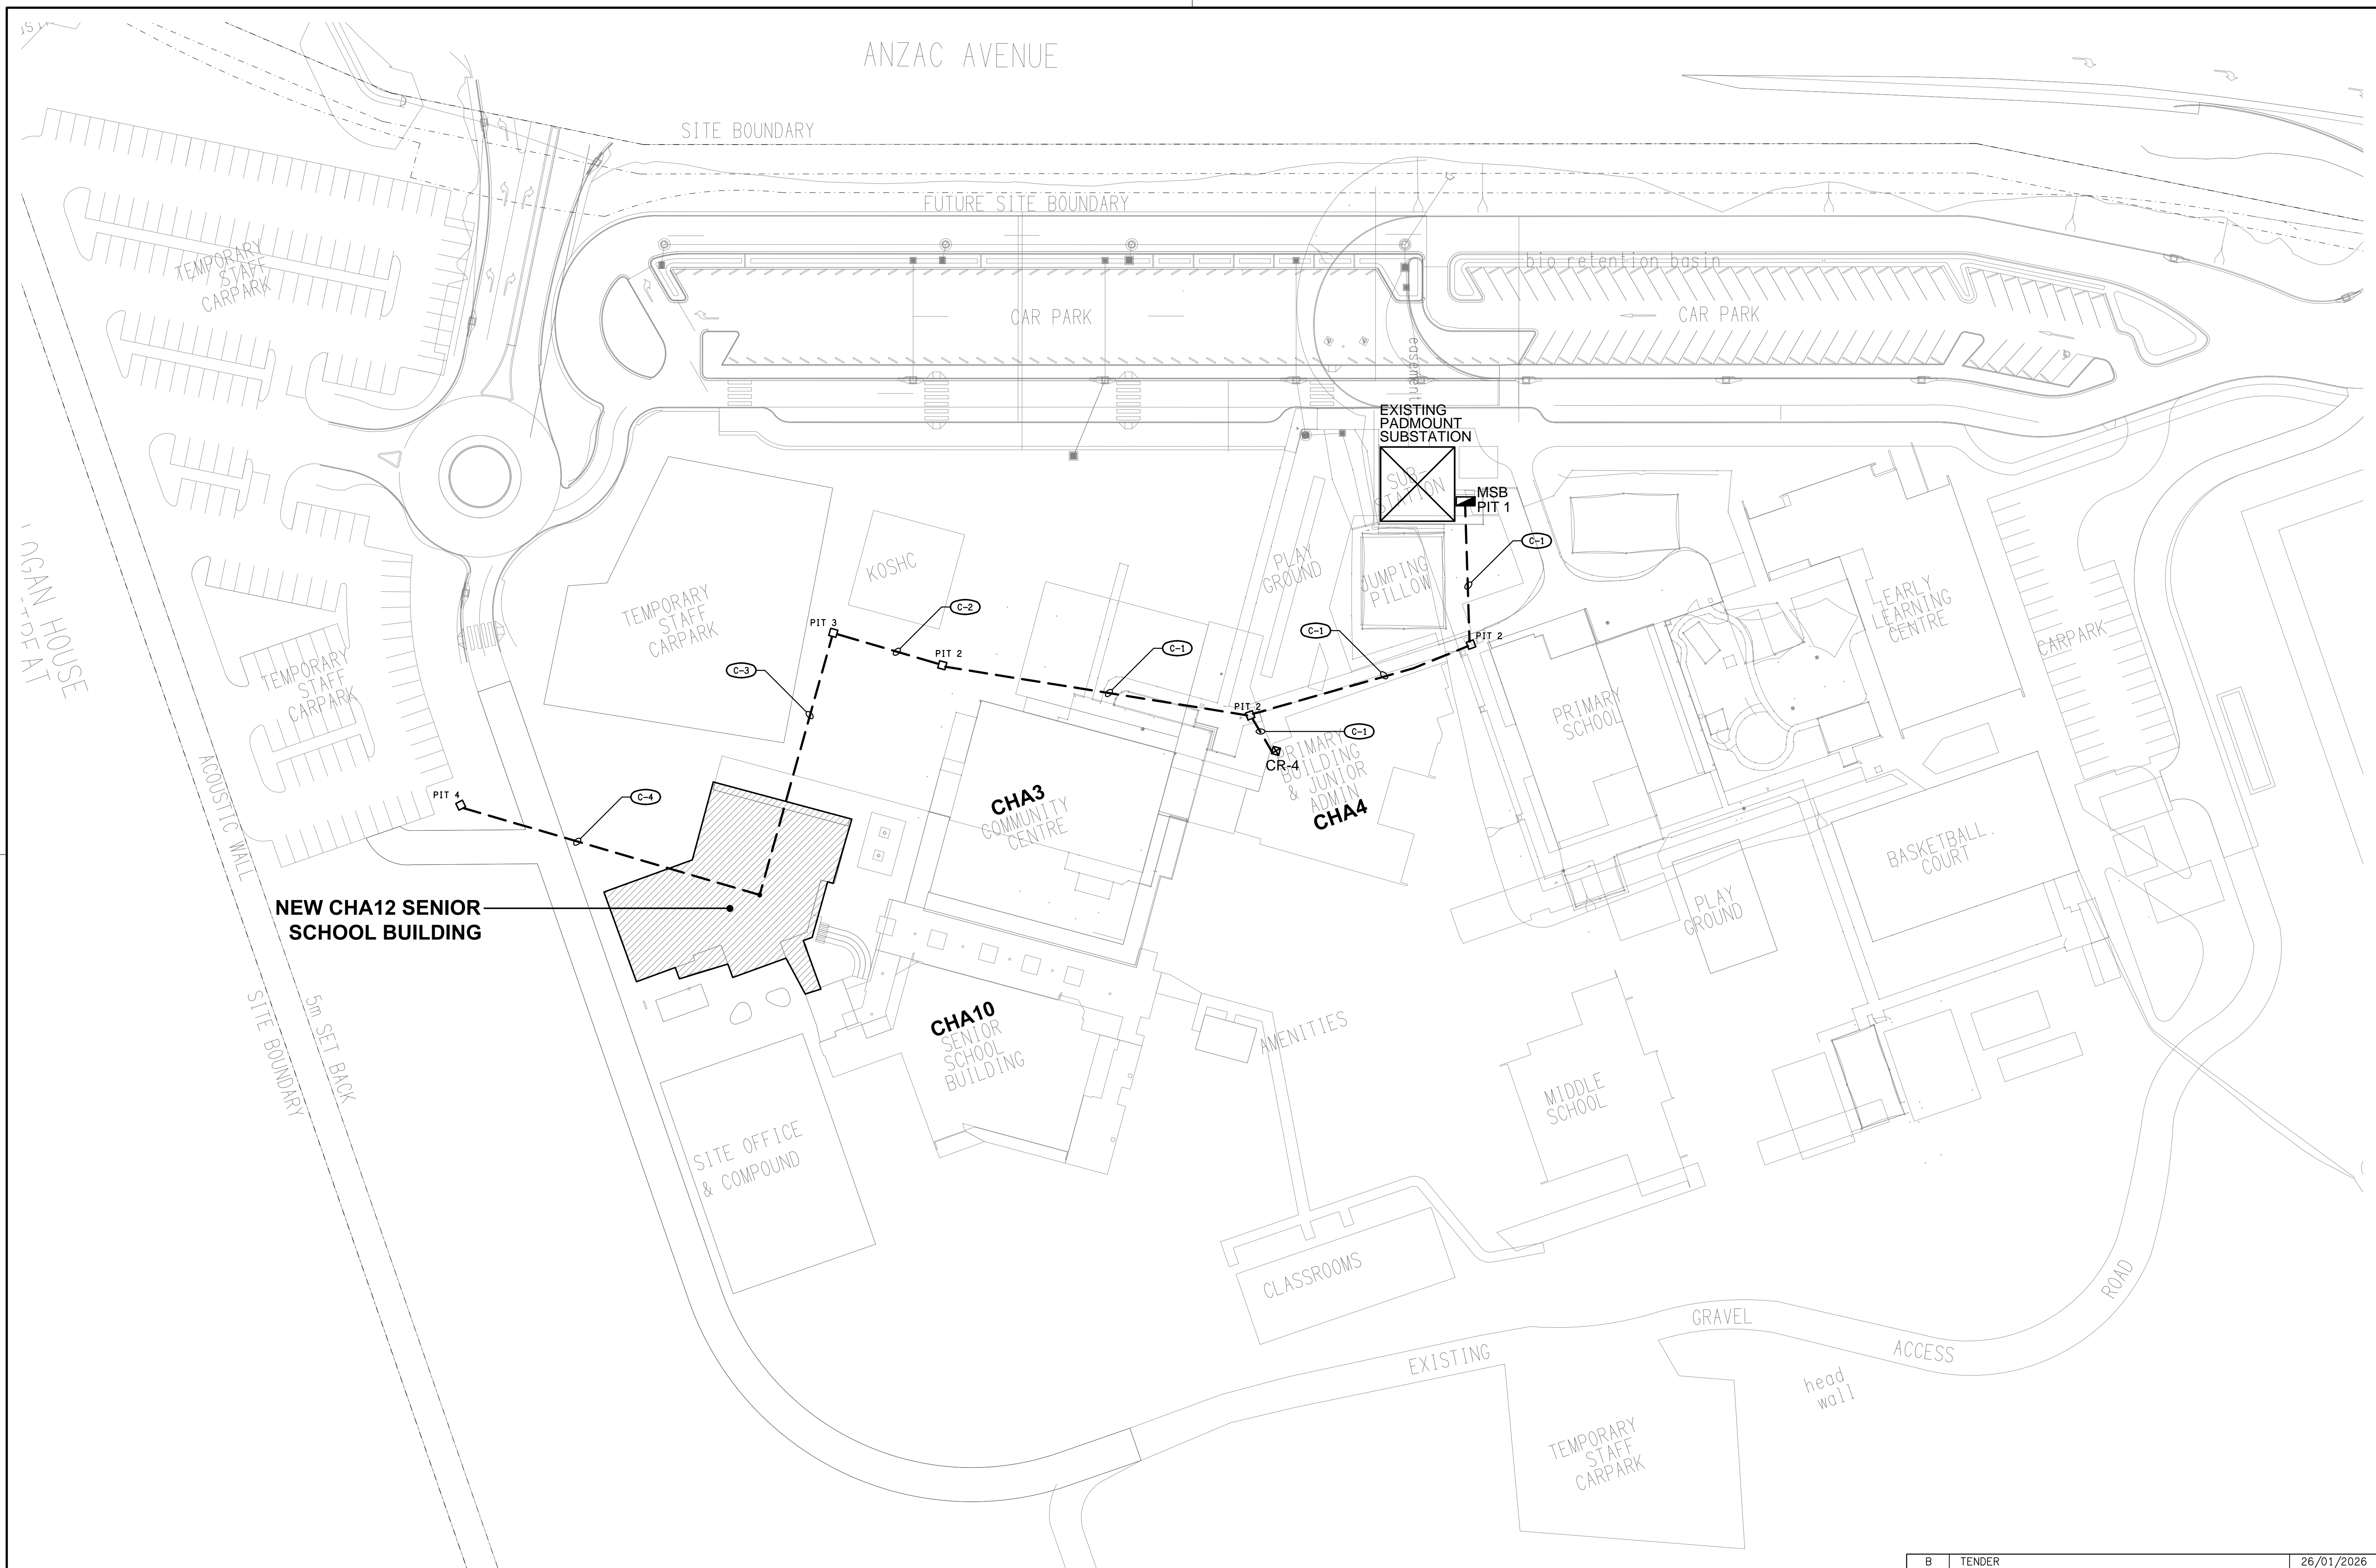 ANZAC AVENUE
SITE BOUNDARY
FUTURE SITE BOUNDARY
bio retention basin
TEMPORARY
STAFF
CARPARK
CAR PARK
CAR PARK
easement
EXISTING
PADMOUNT
SUBSTATION
SUB-
STATION
MSB
PIT 1
C-1
KOSHC
PLAY
GROUND
JUMPING
PILLOW
EARLY
LEARNING
CENTRE
CARPARK
TEMPORARY
STAFF
CARPARK
PIT 3
C-2
C-1
PIT 2
PIT 2
C-1
C-3
TEMPORARY
STAFF
CARPARK
PRIMARY
SCHOOL
PIT 2
C-1
CR-4
PRIMARY
BUILDING
& JUNIOR
ADMIN
CHA4
CHA3
COMMUNITY
CENTRE
PIT 4
C-4
ACOUSTIC WALL
BASKETBALL
COURT
PLAY
GROUND
NEW CHA12 SENIOR
SCHOOL BUILDING
SITE BOUNDARY
5m SET BACK
CHA10
SENIOR
SCHOOL
BUILDING
AMENITIES
MIDDLE
SCHOOL
SITE OFFICE
& COMPOUND
CLASSROOMS
EXISTING
GRAVEL
ACCESS
ROAD
head
wall
TEMPORARY
STAFF
CARPARK
B TENDER 26/01/2026